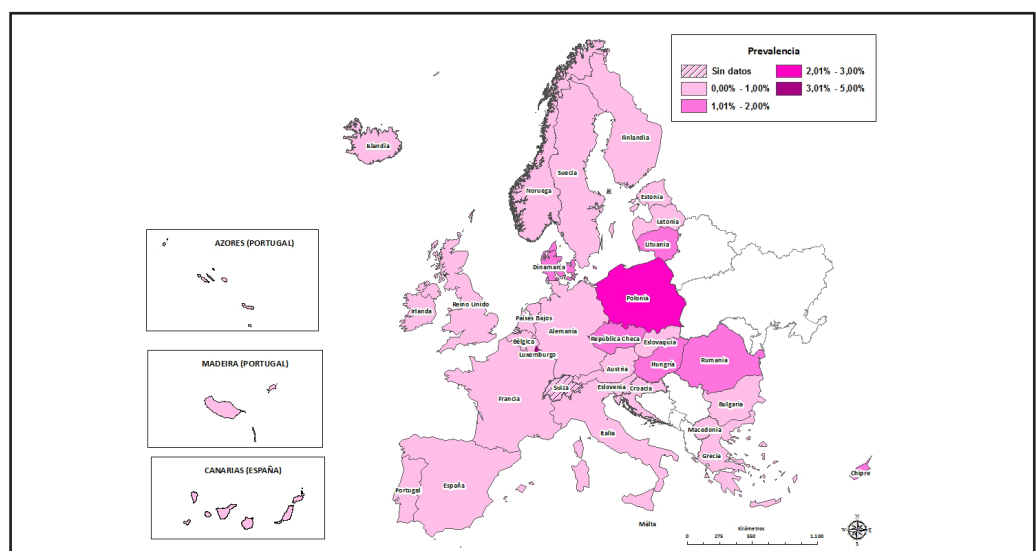 Prevalencia
Sin datos
0,00% - 1,00%
1,01% - 2,00%
2,01% - 3,00%
3,01% - 5,00%
Islandia
Finlandia
Suecia
Noruega
Estonia
Letonia
Lituania
Dinamarca
AZORES (PORTUGAL)
Polonia
Irlanda
Reino Unido
Países Bajos
Alemania
Bélgica
República Checa
Eslovaquia
Luxemburgo
MADEIRA (PORTUGAL)
Austria
Hungría
Rumania
Suiza
Eslovenia
Croacia
Francia
Bulgaria
Italia
Macedonia
Grecia
CANARIAS (ESPAÑA)
Portugal
España
Chipre
Malta
Kilómetros
0 275 550 1.100
N
W E
S